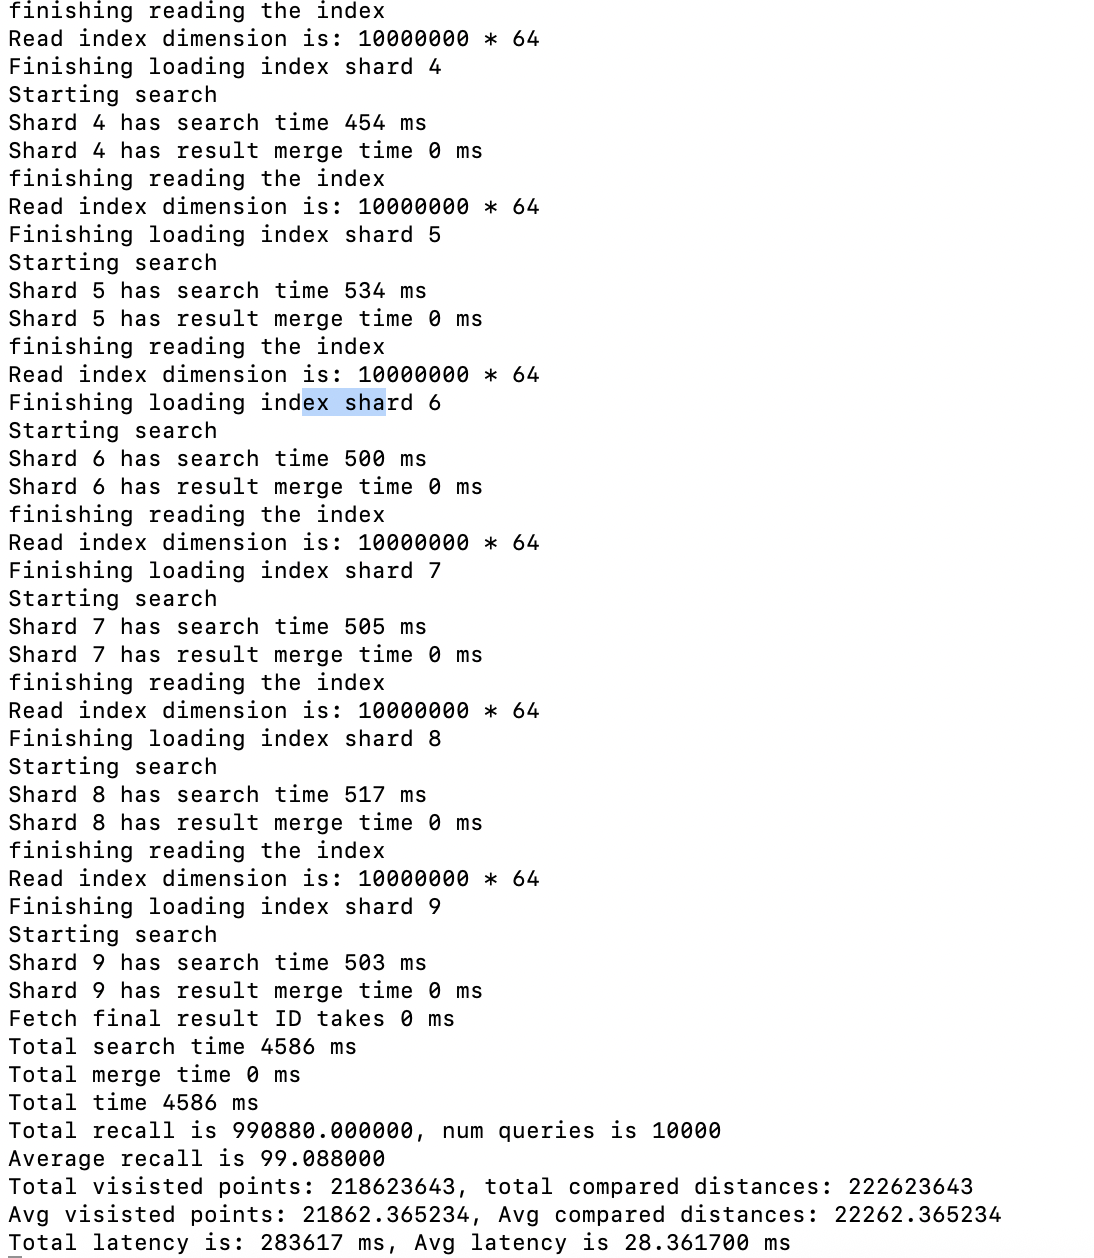 finishing reading the index
Read index dimension is: 10000000 * 64
Finishing loading index shard 4
Starting search
Shard 4 has search time 454 ms
Shard 4 has result merge time 0 ms
finishing reading the index
Read index dimension is: 10000000 * 64
Finishing loading index shard 5
Starting search
Shard 5 has search time 534 ms
Shard 5 has result merge time 0 ms
finishing reading the index
Read index dimension is: 10000000 * 64
Finishing loading index shard 6
Starting search
Shard 6 has search time 500 ms
Shard 6 has result merge time 0 ms
finishing reading the index
Read index dimension is: 10000000 * 64
Finishing loading index shard 7
Starting search
Shard 7 has search time 505 ms
Shard 7 has result merge time 0 ms
finishing reading the index
Read index dimension is: 10000000 * 64
Finishing loading index shard 8
Starting search
Shard 8 has search time 517 ms
Shard 8 has result merge time 0 ms
finishing reading the index
Read index dimension is: 10000000 * 64
Finishing loading index shard 9
Starting search
Shard 9 has search time 503 ms
Shard 9 has result merge time 0 ms
Fetch final result ID takes 0 ms
Total search time 4586 ms
Total merge time 0 ms
Total time 4586 ms
Total recall is 990880.000000, num queries is 10000
Average recall is 99.088000
Total visisted points: 218623643, total compared distances: 222623643
Avg visisted points: 21862.365234, Avg compared distances: 22262.365234
Total latency is: 283617 ms, Avg latency is 28.361700 ms